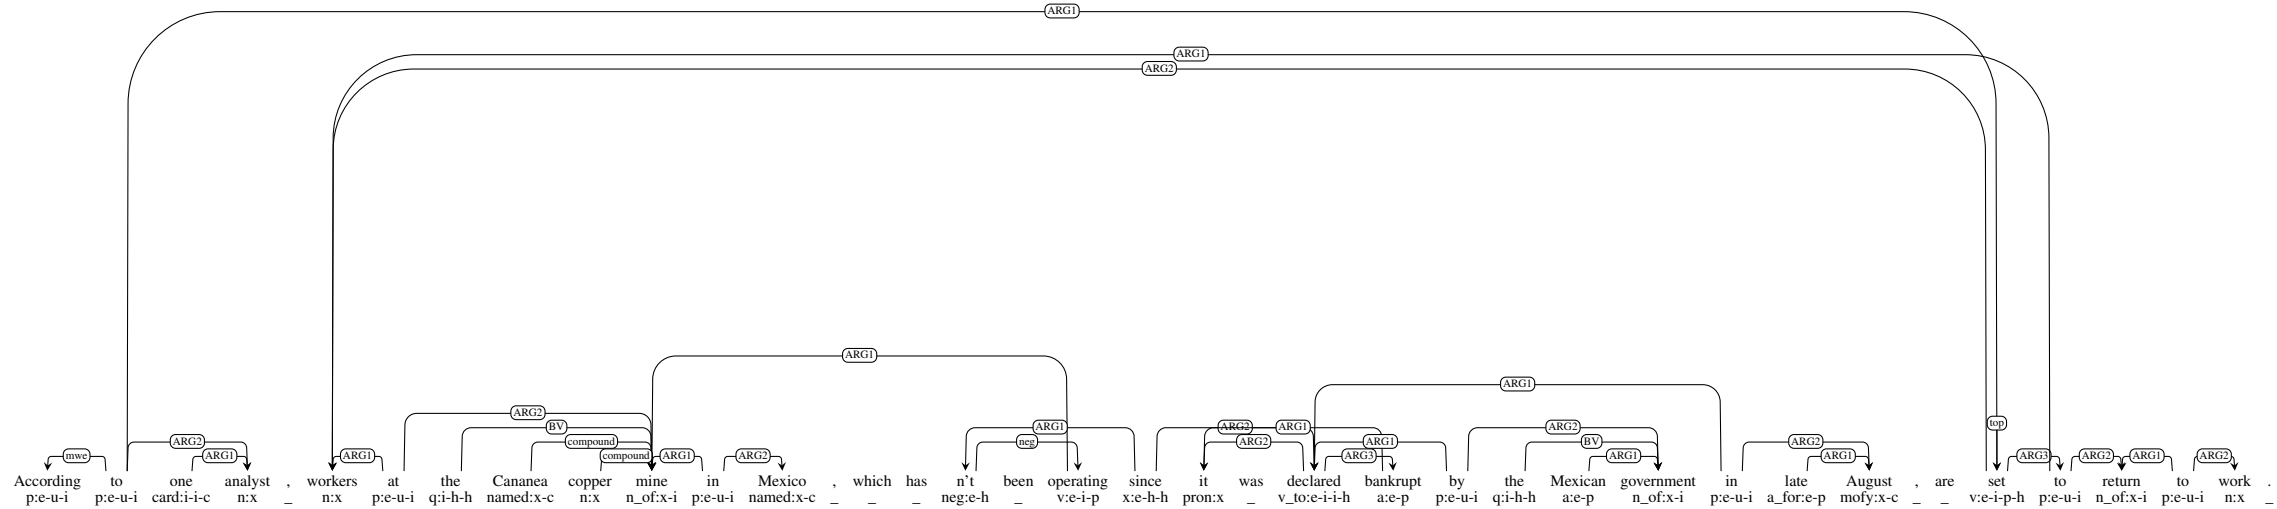 ARG1
ARG1
ARG2
ARG1
ARG1
ARG2
BV ARG1 ARG2 ARG1 ARG2
top
ARG2 compound neg ARG2 ARG1 BV ARG2
mwe ARG1 ARG1 compound ARG1 ARG2 ARG3 ARG1 ARG1 ARG3 ARG2 ARG1 ARG2
According to one analyst , workers at the Cananea copper mine in Mexico , which has n't been operating since it was declared bankrupt by the Mexican government in late August , are set to return to work .
p:e-u-i p:e-u-i card:i-i-c n:x _ n:x p:e-u-i q:i-h-h named:x-c n:x n_of:x-i p:e-u-i named:x-c _ _ _ neg:e-h _ v:e-i-p x:e-h-h pron:x _ v_to:e-i-i-h a:e-p p:e-u-i q:i-h-h a:e-p n_of:x-i p:e-u-i a_for:e-p mofy:x-c _ _ v:e-i-p-h p:e-u-i n_of:x-i p:e-u-i n:x _